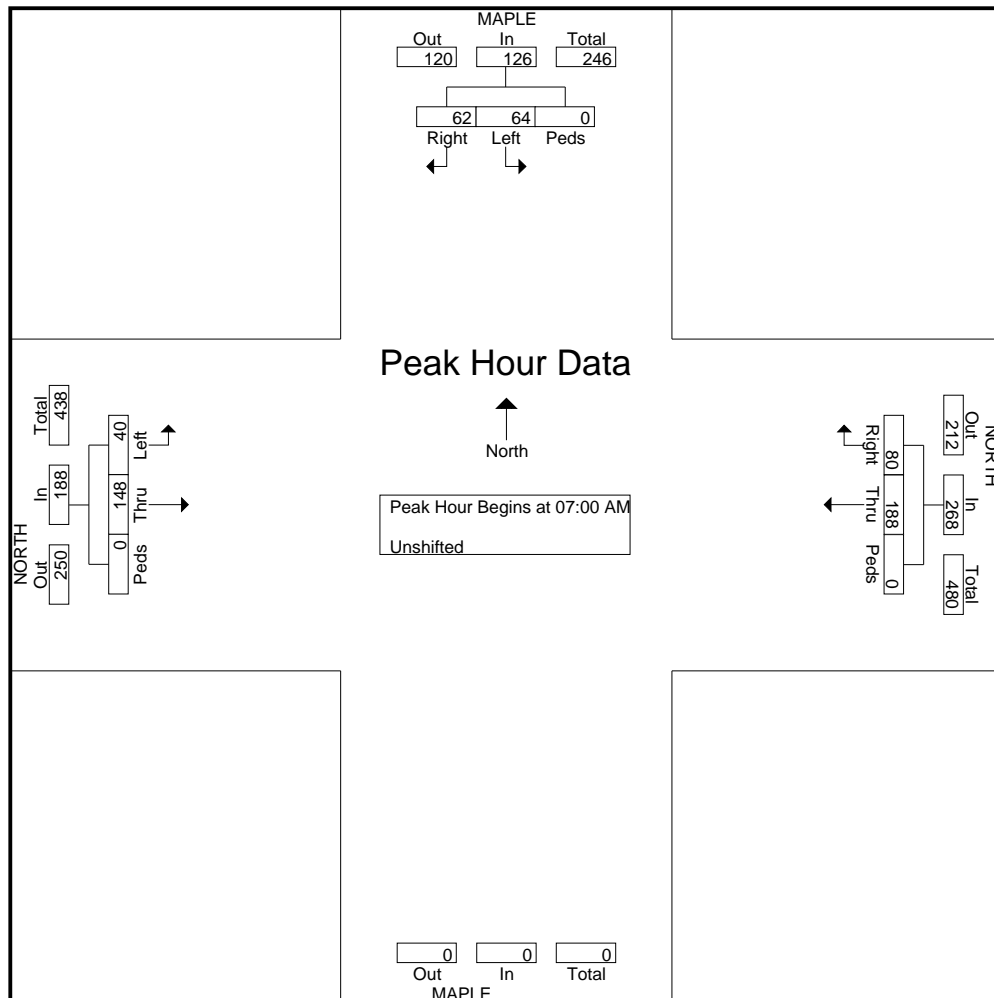 MAPLE
Out In Total
120 126 246
62 64 0
Right Left Peds
Peak Hour Data
North
Peak Hour Begins at 07:00 AM
Unshifted
NORTH
Out In Total
250 188 438
40 148 0
Left Thru Peds
NORTH
Out In Total
212 268 480
80 188 0
Right Thru Peds
0 0 0
Out In Total
MAPLE